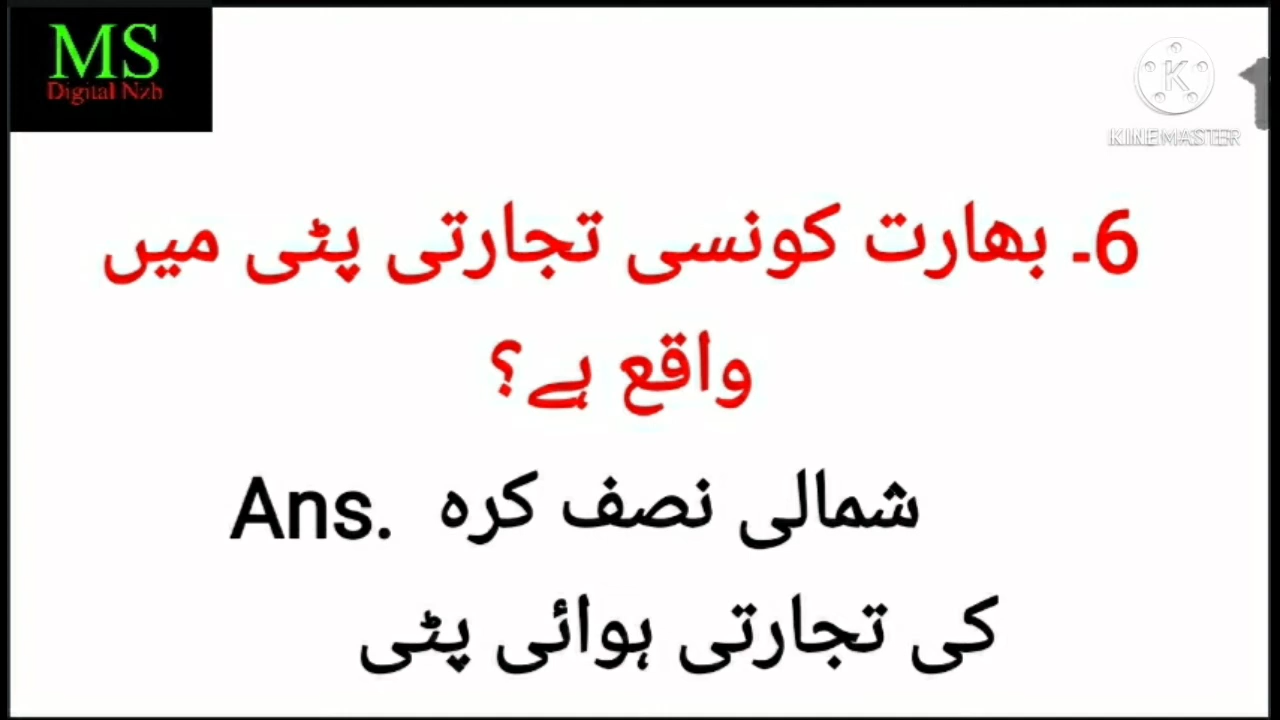 MS
Digital Nzh
KINEMASTER
6۔ بھارت کونسی تجارتی پٹی میں
واقع ہے؟
Ans. شمالی نصف کرہ
کی تجارتی ہوائی پٹی